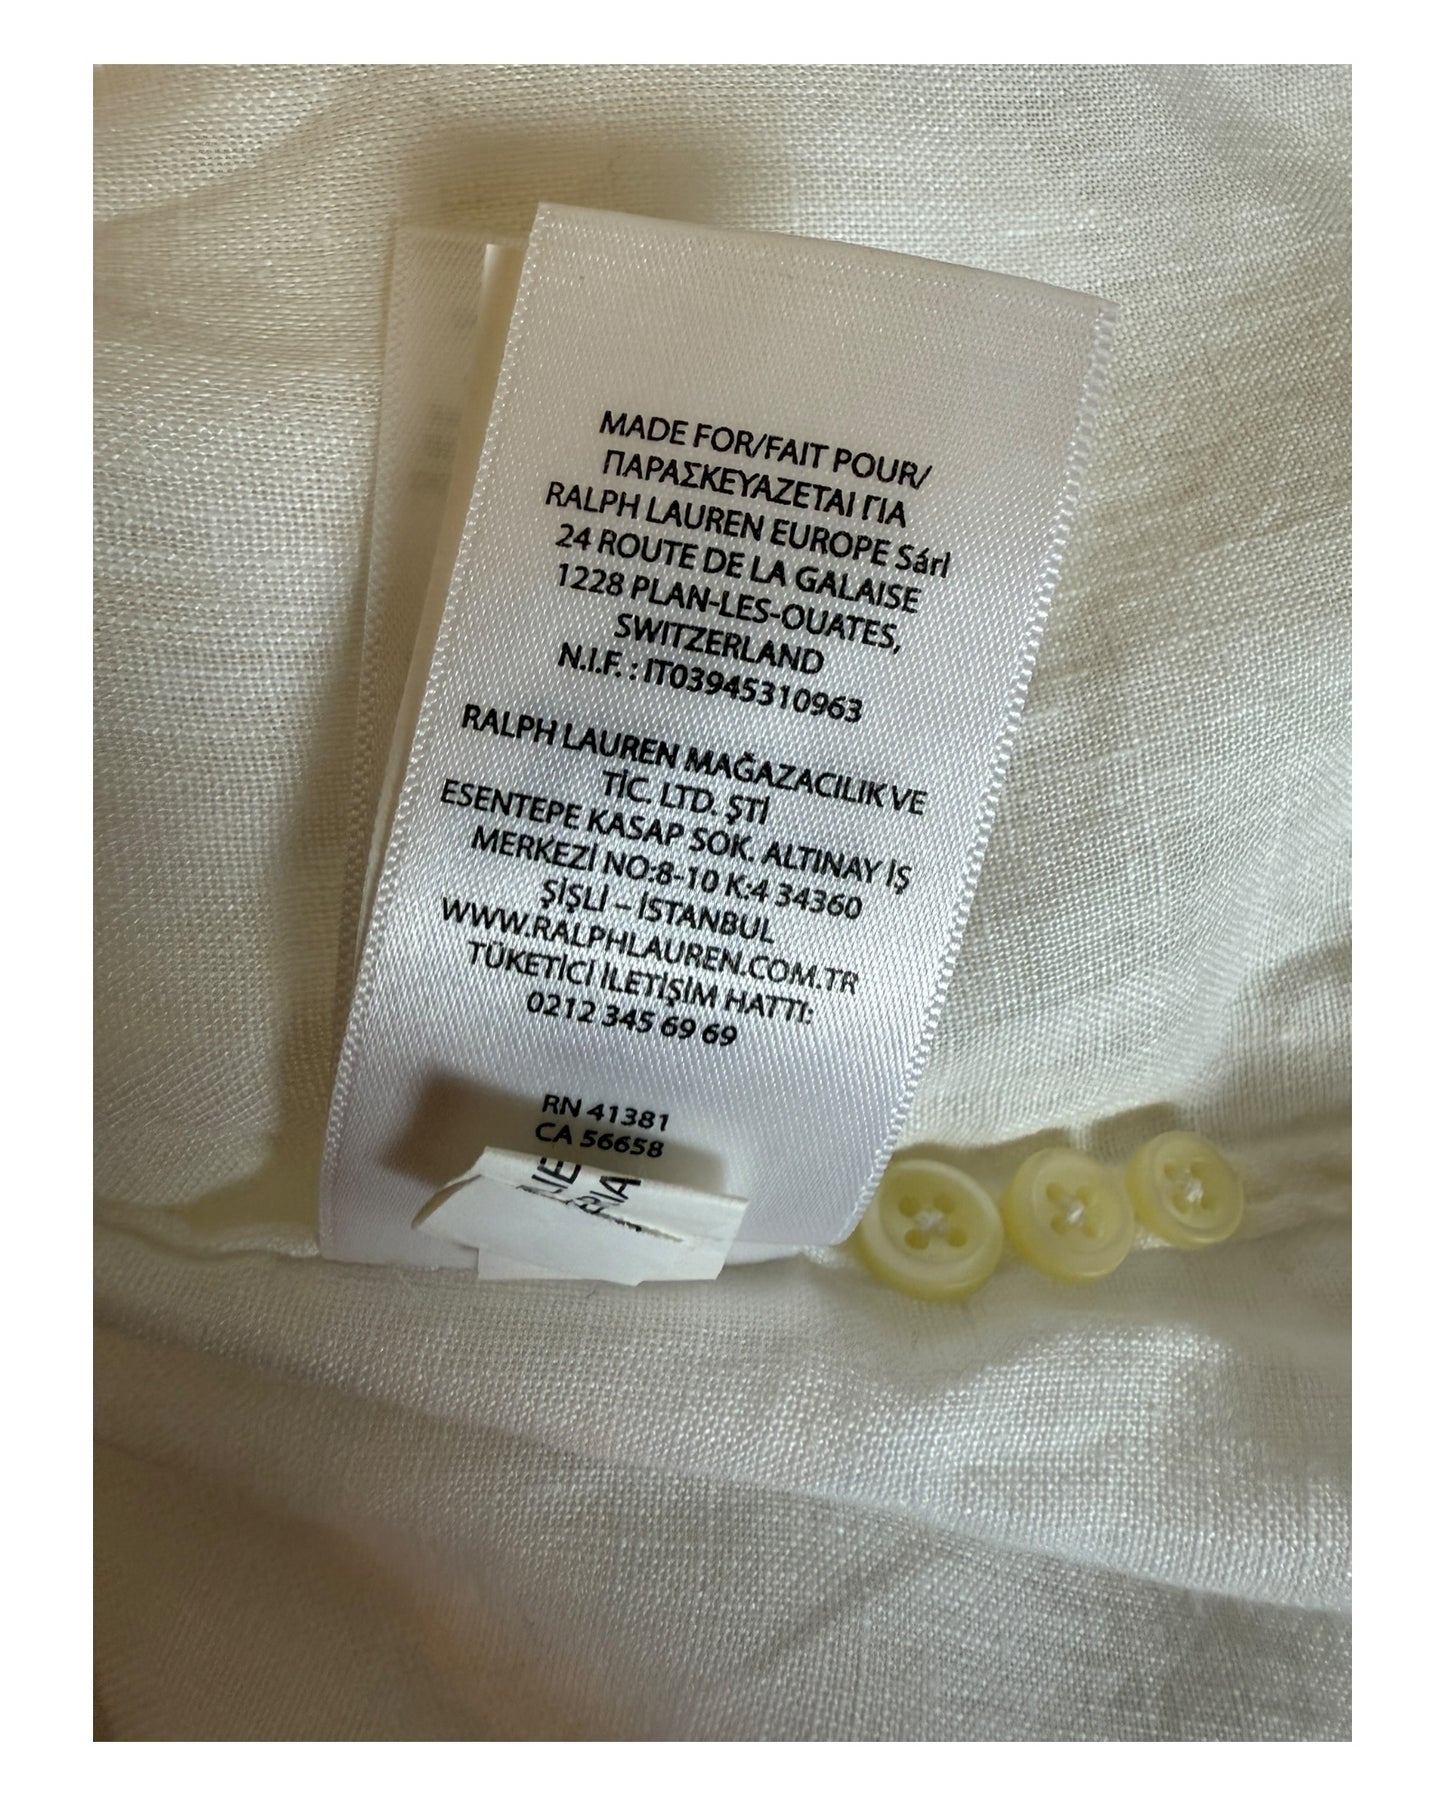 MADE FOR/FAIT POUR/
ΠΑΡΑΣΚΕΥΑΖΕΤΑΙ ΓΙΑ
RALPH LAUREN EUROPE Sárl
24 ROUTE DE LA GALAISE
1228 PLAN-LES-OUATES,
SWITZERLAND
N.I.F. : IT03945310963
RALPH LAUREN MAĞAZACILIK VE
TİC. LTD. ŞTİ
ESENTEPE KASAP SOK. ALTINAY İŞ
MERKEZİ NO:8-10 K:4 34360
ŞİŞLİ – İSTANBUL
WWW.RALPHLAUREN.COM.TR
TÜKETİCİ İLETİŞİM HATTI:
0212 345 69 69
RN 41381
CA 56658